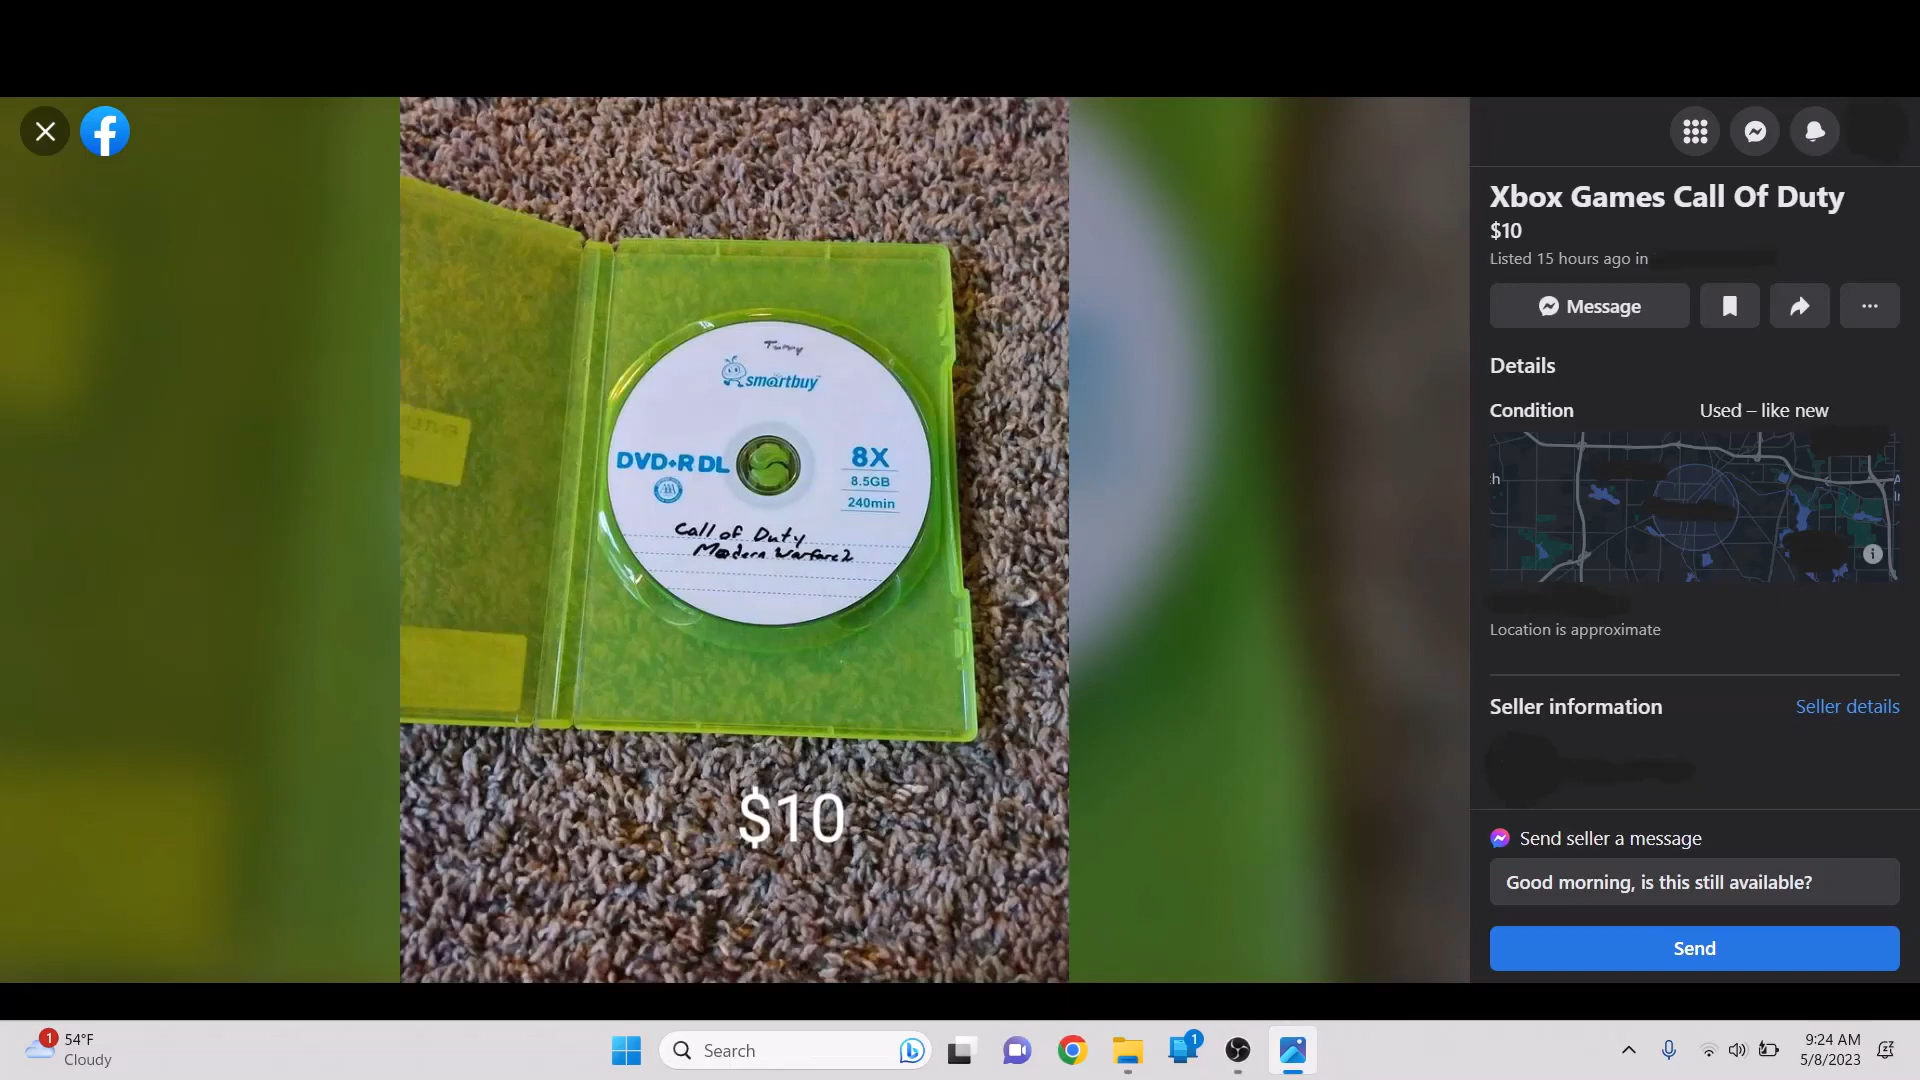 Xbox Games Call Of Duty
$10
Listed 15 hours ago in
Message
Details
Condition
Used – like new
Location is approximate
Seller information
Seller details
Send seller a message
Good morning, is this still available?
Send
smartbuy
DVD+R DL
8X
8.5GB
240min
Call of Duty
Modern Warfare 2
$10
1
54°F
Cloudy
Search
1
9:24 AM
5/8/2023